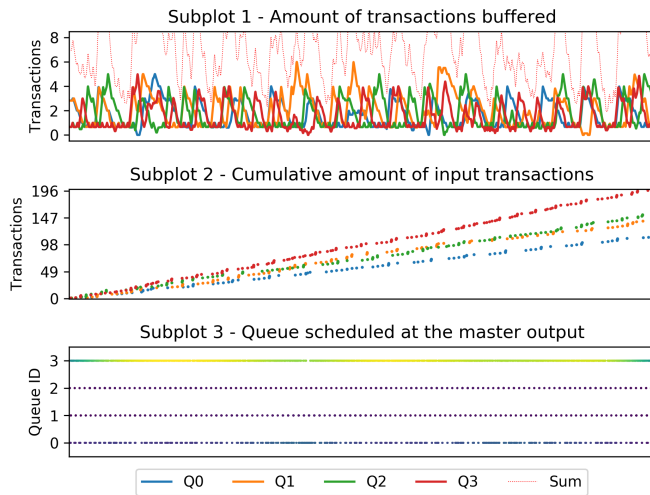 Subplot 1 - Amount of transactions buffered
8
6
4
2
0
Transactions
Subplot 2 - Cumulative amount of input transactions
196
147
98
49
0
Transactions
Subplot 3 - Queue scheduled at the master output
3
2
1
0
Queue ID
Q0 Q1 Q2 Q3 Sum